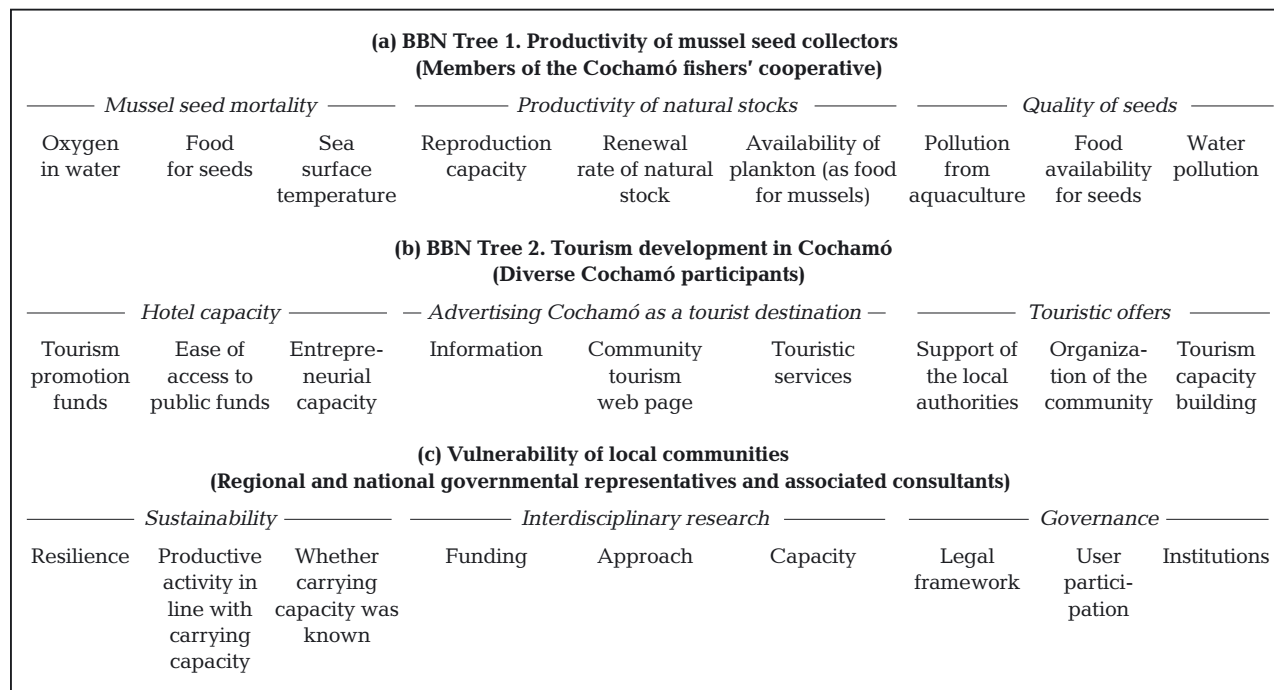 (a) BBN Tree 1. Productivity of mussel seed collectors
(Members of the Cochamó fishers' cooperative)
Mussel seed mortality Productivity of natural stocks Quality of seeds
Oxygen Food Sea Reproduction Renewal Availability of Pollution Food Water
in water for seeds surface capacity rate of natural plankton (as food from availability pollution
temperature stock for mussels) aquaculture for seeds
(b) BBN Tree 2. Tourism development in Cochamó
(Diverse Cochamó participants)
Hotel capacity Advertising Cochamó as a tourist destination Touristic offers
Tourism Ease of Entrepre- Information Community Touristic Support of Organiza- Tourism
promotion access to neurial tourism services the local tion of the capacity
funds public funds capacity web page authorities community building
(c) Vulnerability of local communities
(Regional and national governmental representatives and associated consultants)
Sustainability Interdisciplinary research Governance
Resilience Productive Whether Funding Approach Capacity Legal User Institutions
activity in carrying framework partici-
line with capacity was pation
carrying known
capacity